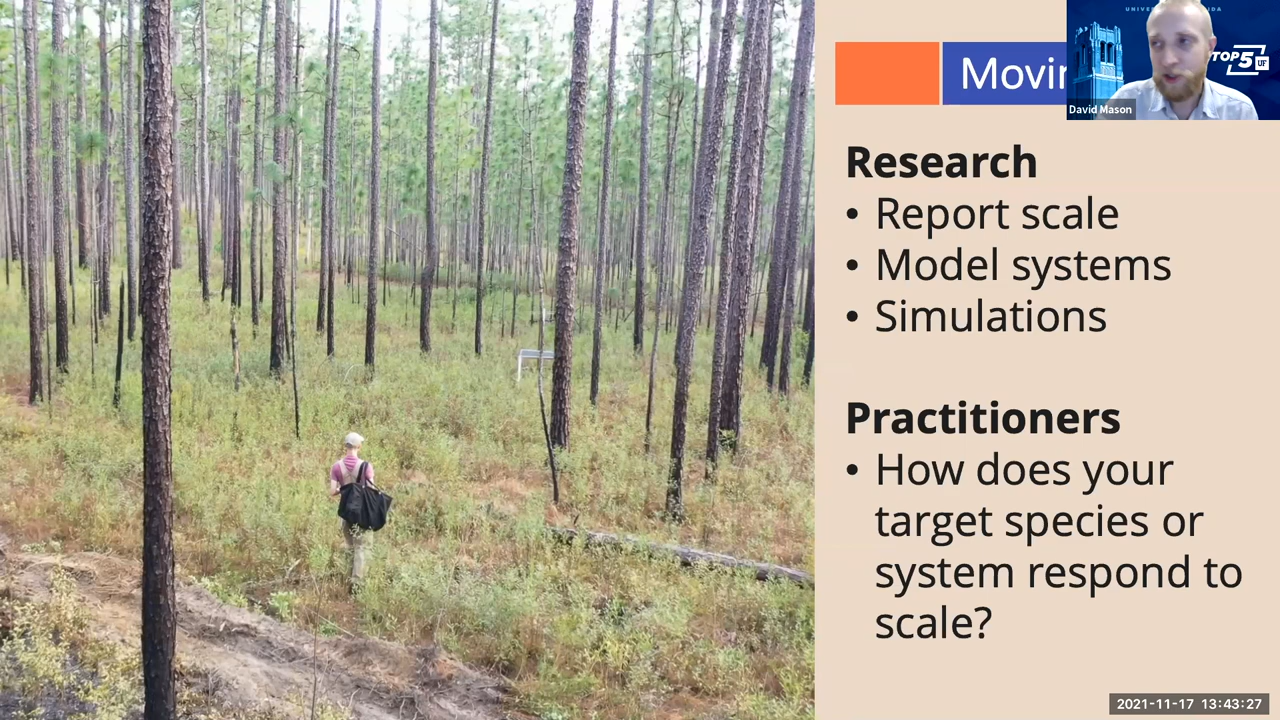 Movin
TOP5
UF
David Mason
Research
• Report scale
• Model systems
• Simulations
Practitioners
• How does your
target species or
system respond to
scale?
2021-11-17 13:43:27